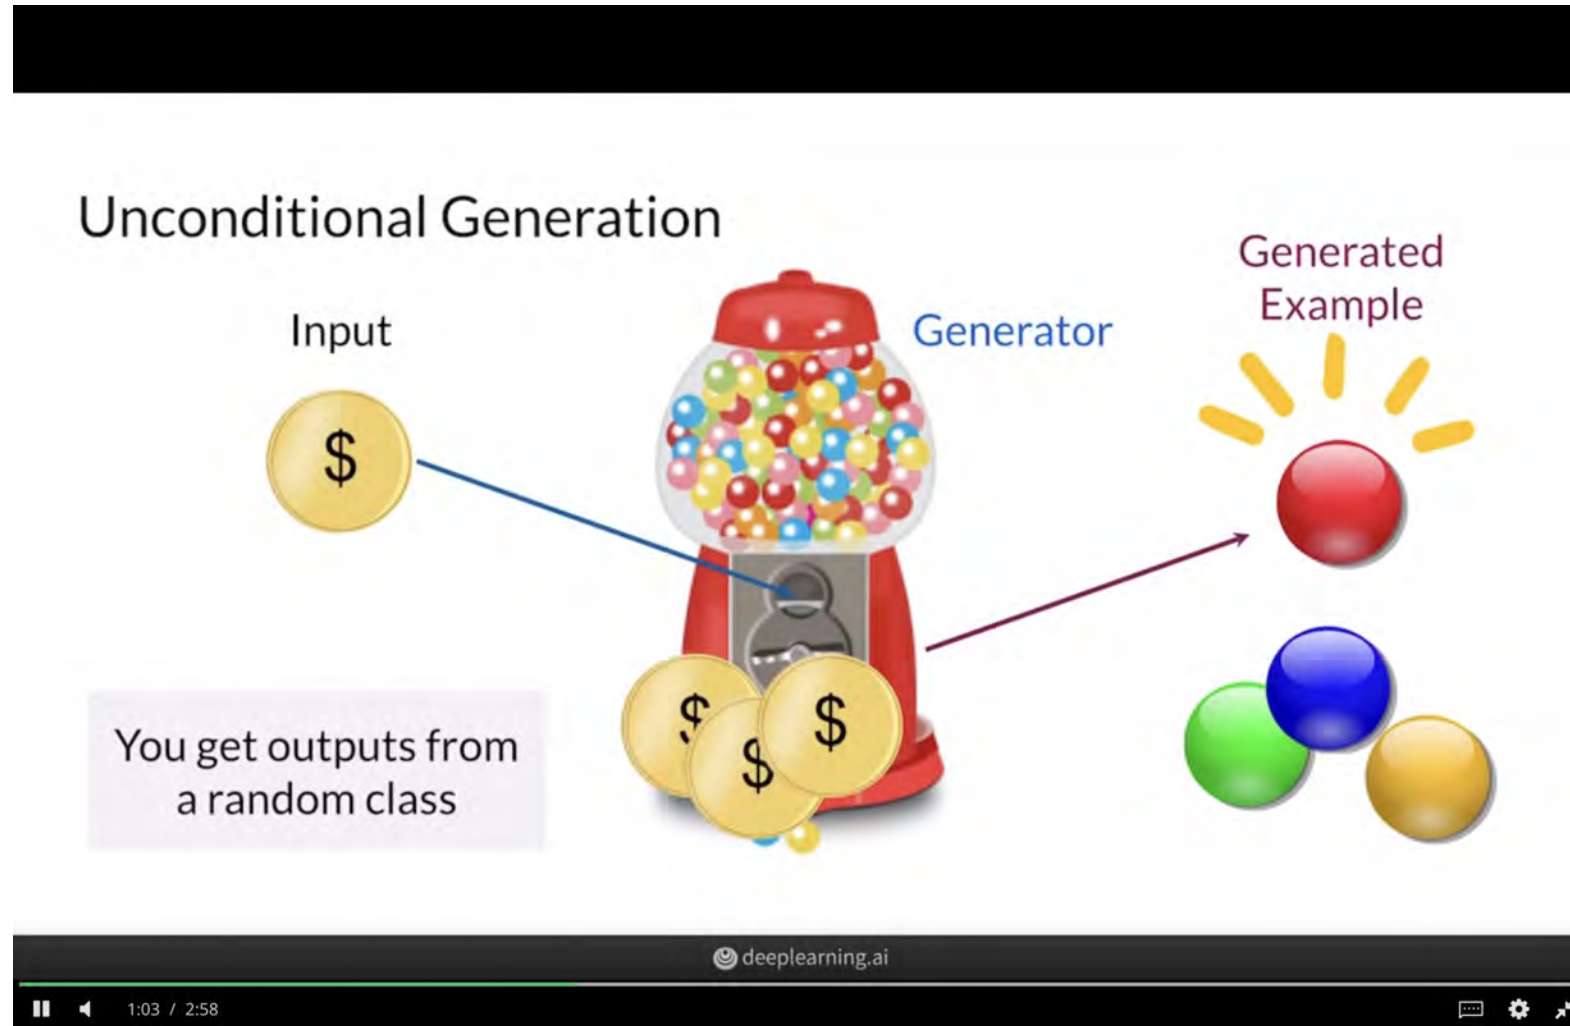 Unconditional Generation
Input
$
Generator
Generated
Example
$
$
$
You get outputs from
a random class
deeplearning.ai
1:03 / 2:58